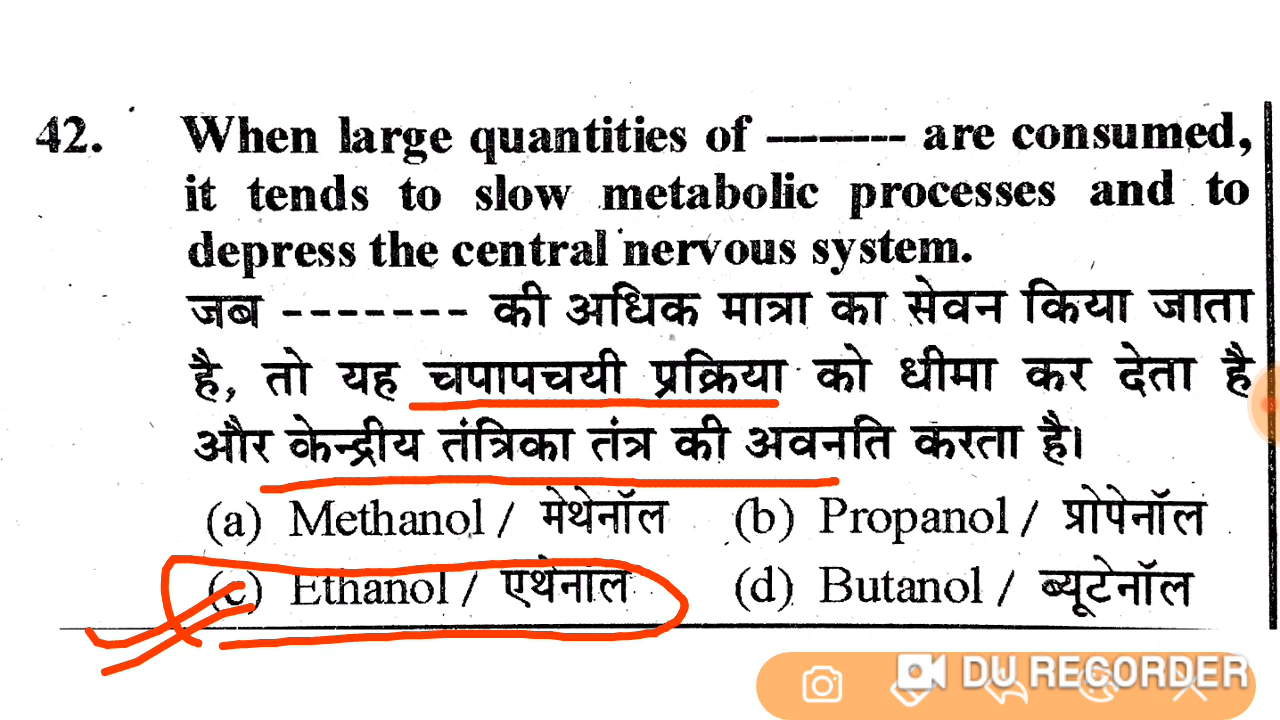 42. When large quantities of -------- are consumed,
it tends to slow metabolic processes and to
depress the central nervous system.
जब ------- की अधिक मात्रा का सेवन किया जाता
है, तो यह चपापचयी प्रक्रिया को धीमा कर देता है
और केन्द्रीय तंत्रिका तंत्र की अवनति करता है।
(a) Methanol / मेथेनॉल (b) Propanol / प्रोपेनॉल
(c) Ethanol / एथेनॉल (d) Butanol / ब्यूटेनॉल
DU RECORDER